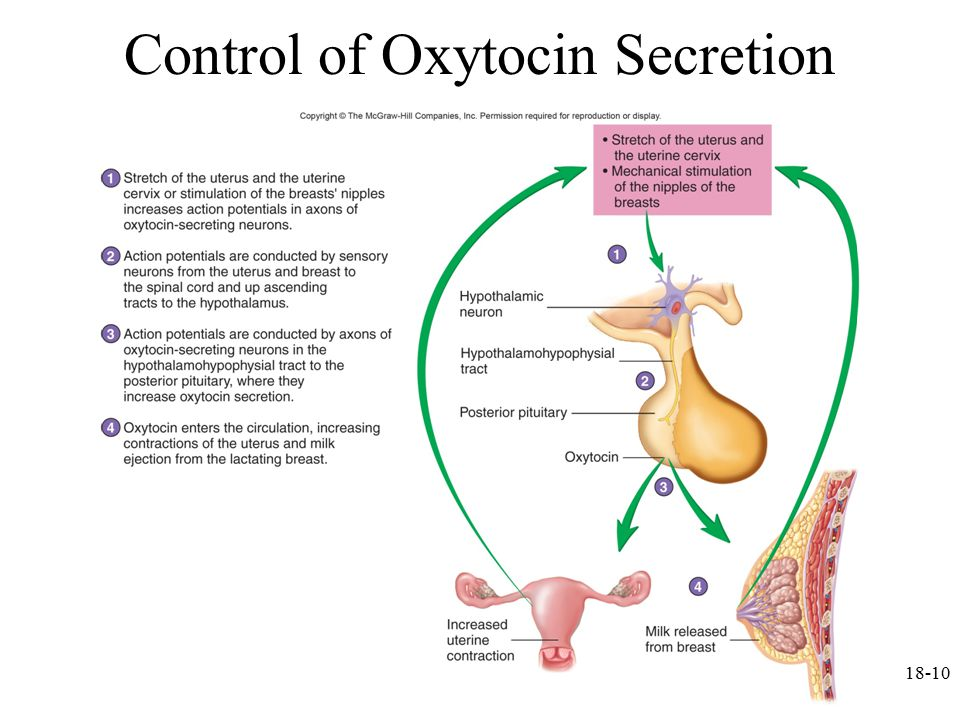 Control of Oxytocin Secretion
Copyright © The McGraw-Hill Companies, Inc. Permission required for reproduction or display.
1 Stretch of the uterus and the uterine
cervix or stimulation of the breasts' nipples
increases action potentials in axons of
oxytocin-secreting neurons.
2 Action potentials are conducted by sensory
neurons from the uterus and breast to
the spinal cord and up ascending
tracts to the hypothalamus.
3 Action potentials are conducted by axons of
oxytocin-secreting neurons in the
hypothalamohypophysial tract to the
posterior pituitary, where they
increase oxytocin secretion.
4 Oxytocin enters the circulation, increasing
contractions of the uterus and milk
ejection from the lactating breast.
• Stretch of the uterus and
the uterine cervix
• Mechanical stimulation
of the nipples of the
breasts
1
Hypothalamic
neuron
Hypothalamohypophysial
tract
2
Posterior pituitary
Oxytocin
3
4
Increased
uterine
contraction
Milk released
from breast
18-10